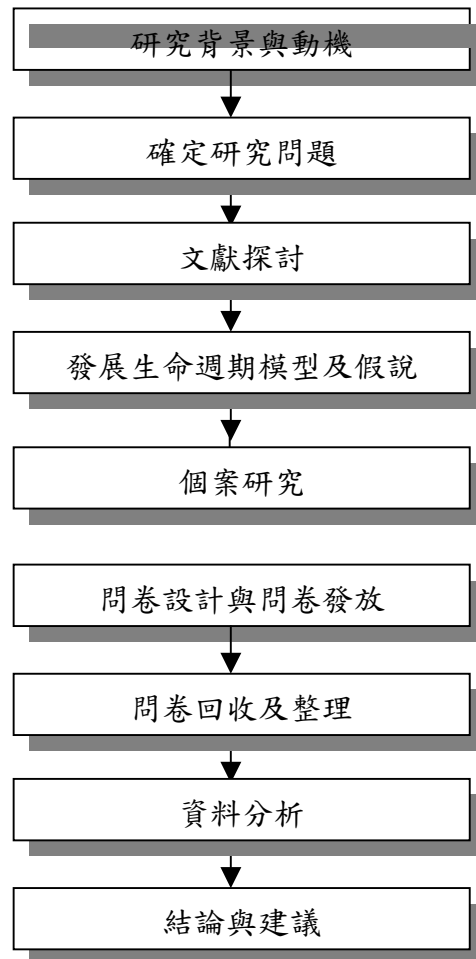 研究背景與動機
確定研究問題
文獻探討
發展生命週期模型及假說
個案研究
問卷設計與問卷發放
問卷回收及整理
資料分析
結論與建議